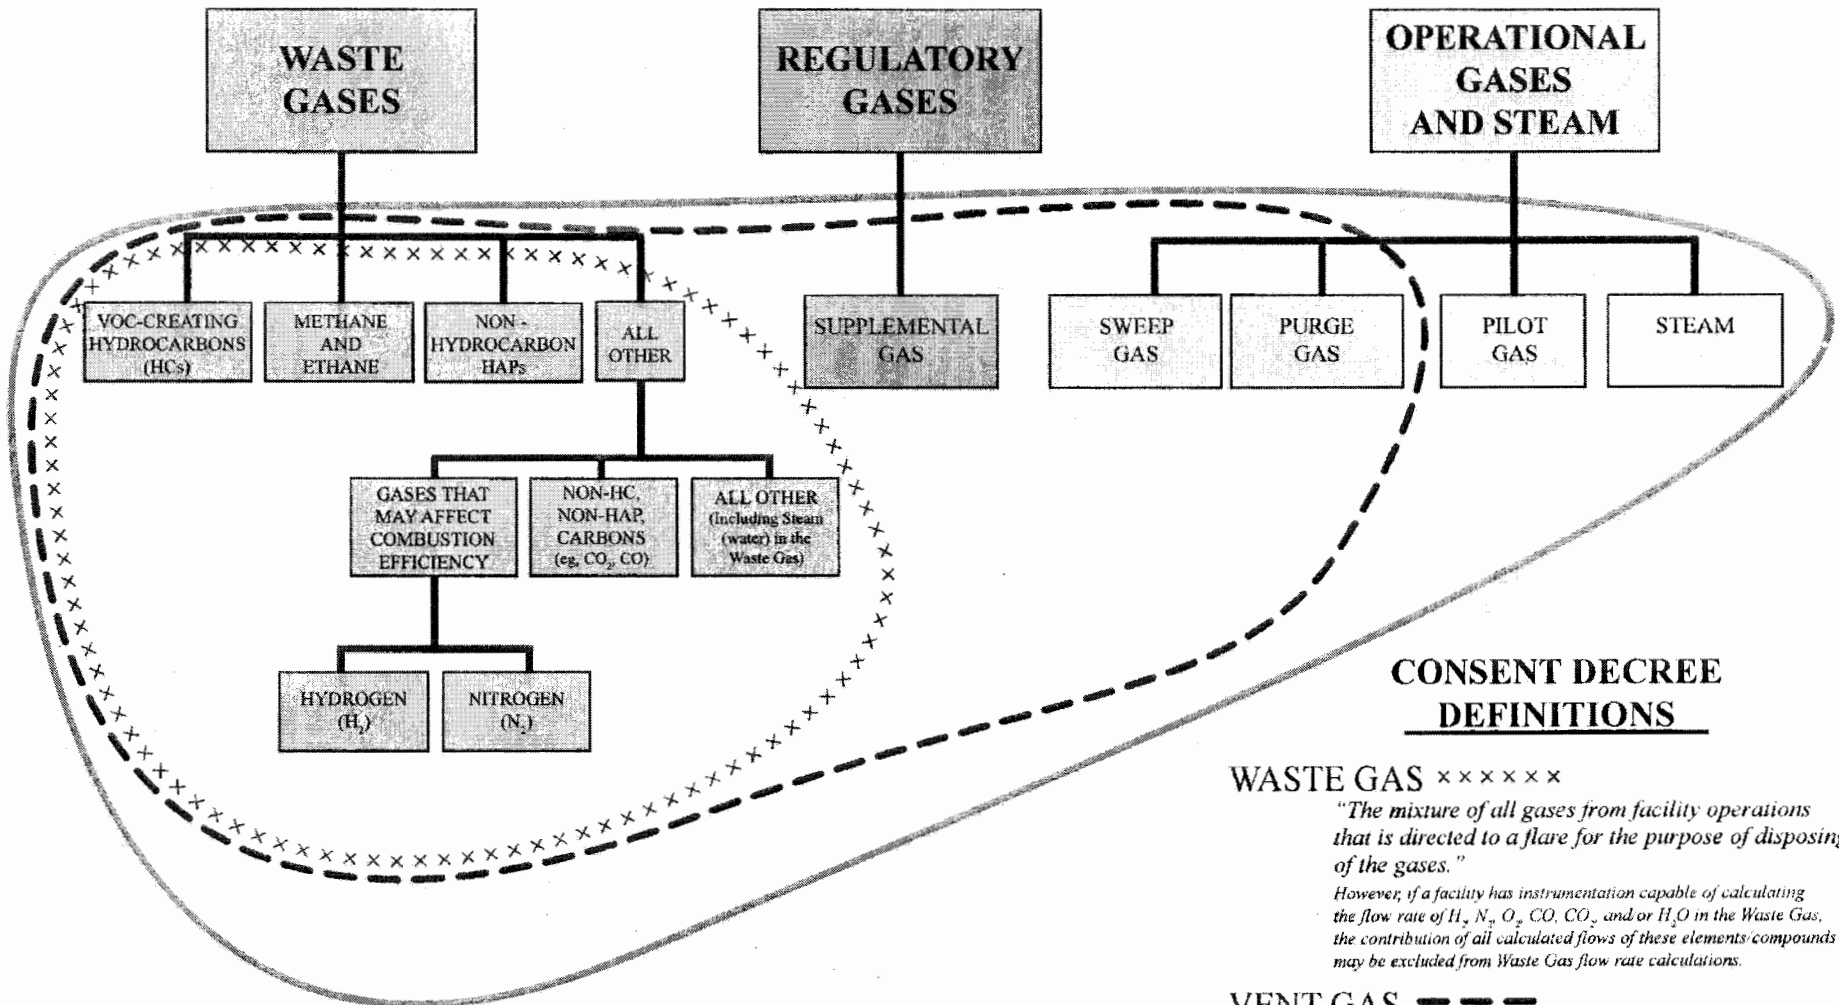 WASTE
GASES
REGULATORY
GASES
OPERATIONAL
GASES
AND STEAM
VOC-CREATING
HYDROCARBONS
(HCs)
METHANE
AND
ETHANE
NON -
HYDROCARBON
HAPs
ALL
OTHER
SUPPLEMENTAL
GAS
SWEEP
GAS
PURGE
GAS
PILOT
GAS
STEAM
GASES THAT
MAY AFFECT
COMBUSTION
EFFICIENCY
NON-HC,
NON-HAP,
CARBONS
(eg, CO₂, CO)
ALL OTHER
(Including Steam
(water) in the
Waste Gas)
HYDROGEN
(H₂)
NITROGEN
(N₂)
CONSENT DECREE
DEFINITIONS
WASTE GAS ××××××
"The mixture of all gases from facility operations
that is directed to a flare for the purpose of disposing
of the gases."
However, if a facility has instrumentation capable of calculating
the flow rate of H₂, N₂, O₂, CO, CO₂, and/or H₂O in the Waste Gas,
the contribution of all calculated flows of these elements/compounds
may be excluded from Waste Gas flow rate calculations.
VENT GAS